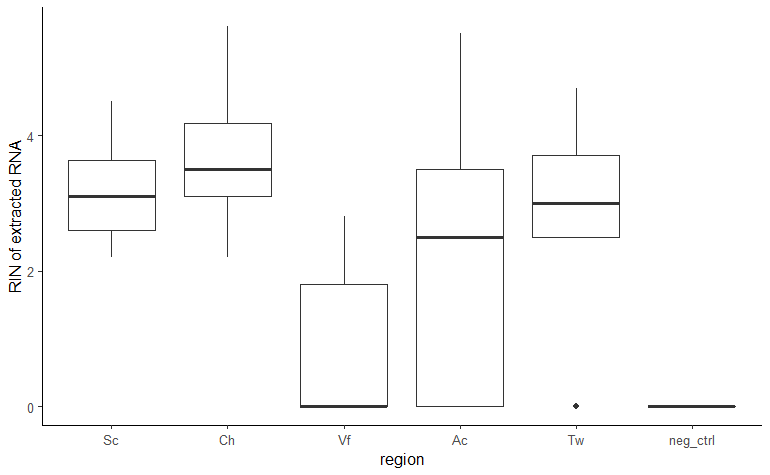 RIN of extracted RNA
4
2
0
Sc Ch Vf Ac Tw neg_ctrl
region